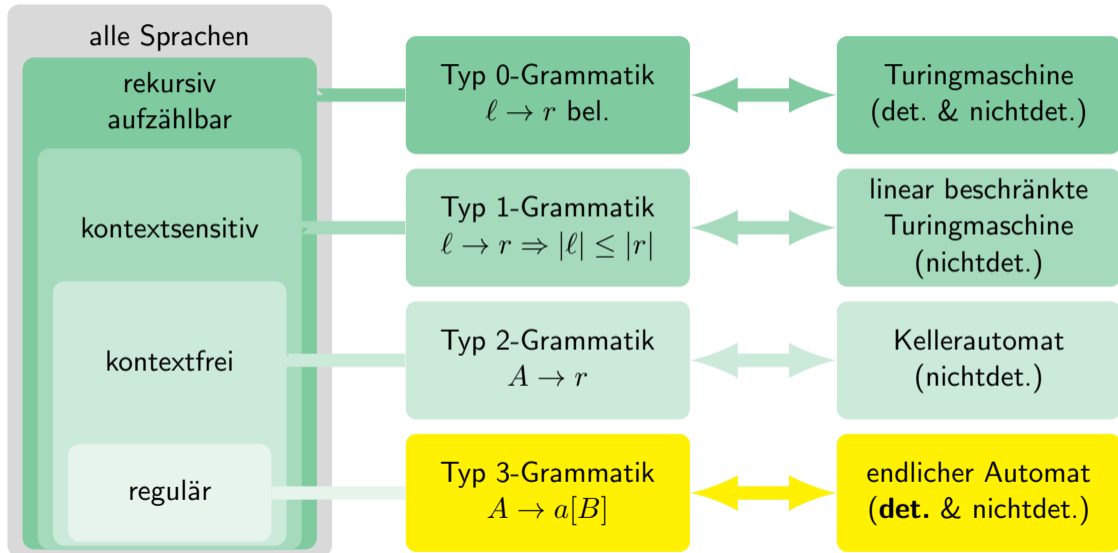 alle Sprachen
rekursiv
aufzählbar
kontextsensitiv
kontextfrei
regulär
Typ 0-Grammatik
ℓ → r bel.
Turingmaschine
(det. & nichtdet.)
Typ 1-Grammatik
ℓ → r ⇒ |ℓ| ≤ |r|
linear beschränkte
Turingmaschine
(nichtdet.)
Typ 2-Grammatik
A → r
Kellerautomat
(nichtdet.)
Typ 3-Grammatik
A → a[B]
endlicher Automat
(det. & nichtdet.)